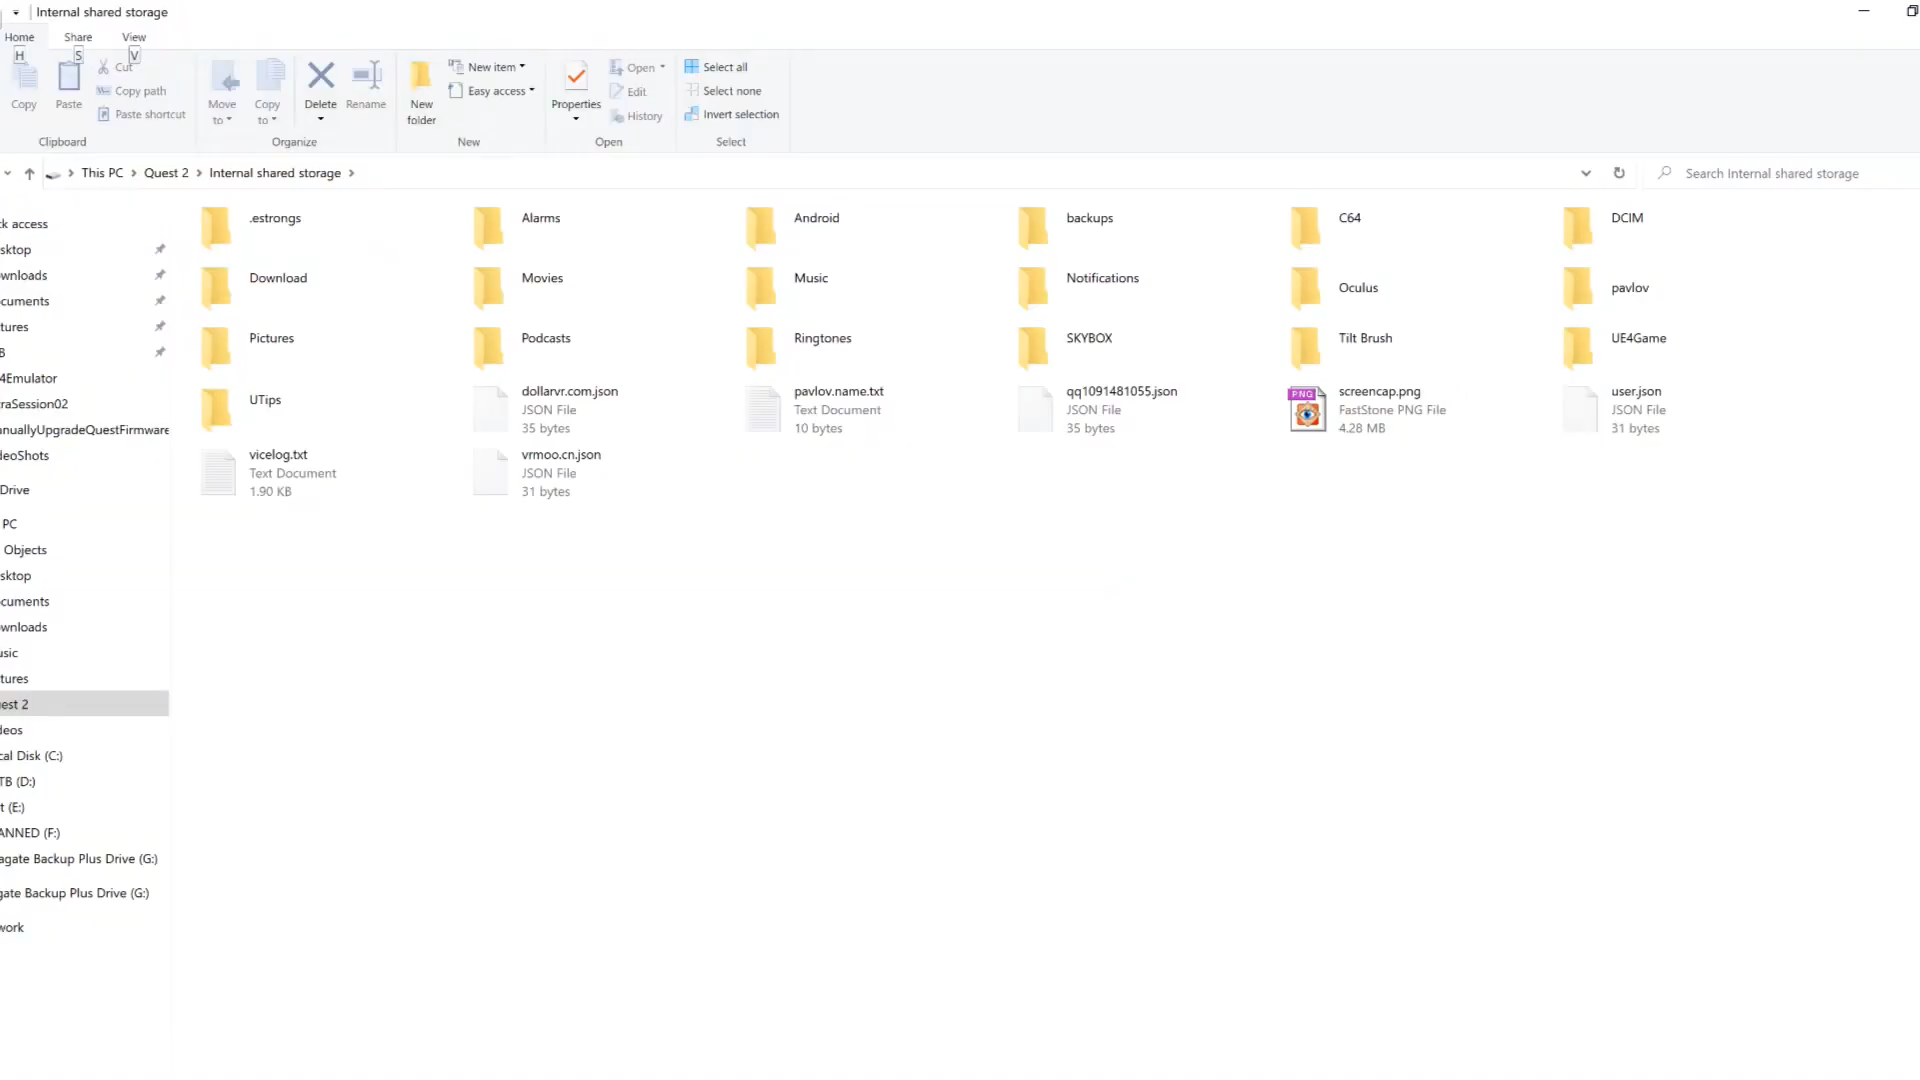 Internal shared storage
Home Share View
H S V
Copy
Paste
Cut
Copy path
Paste shortcut
Clipboard
Move to
Copy to
Delete
Rename
Organize
New folder
New item
Easy access
New
Properties
Open
Edit
History
Open
Select all
Select none
Invert selection
Select
This PC > Quest 2 > Internal shared storage >
Search Internal shared storage
ck access
sktop
wnloads
cuments
tures
B
4Emulator
raSession02
anuallyUpgradeQuestFirmware
deoShots
Drive
PC
Objects
sktop
cuments
wnloads
usic
tures
est 2
deos
cal Disk (C:)
TB (D:)
t (E:)
ANNED (F:)
agate Backup Plus Drive (G:)
gate Backup Plus Drive (G:)
work
.estrongs
Alarms
Android
backups
C64
DCIM
Download
Movies
Music
Notifications
Oculus
pavlov
Pictures
Podcasts
Ringtones
SKYBOX
Tilt Brush
UE4Game
UTips
dollarvr.com.json
JSON File
35 bytes
pavlov.name.txt
Text Document
10 bytes
qq1091481055.json
JSON File
35 bytes
PNG
screencap.png
FastStone PNG File
4.28 MB
user.json
JSON File
31 bytes
vicelog.txt
Text Document
1.90 KB
vrmoo.cn.json
JSON File
31 bytes